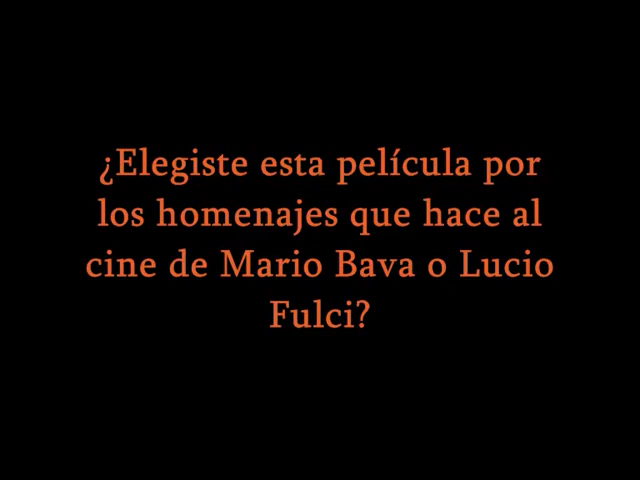 ¿Elegiste esta película por
los homenajes que hace al
cine de Mario Bava o Lucio
Fulci?